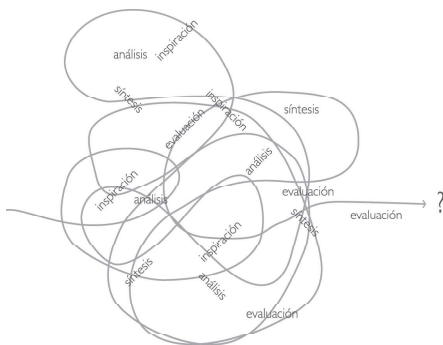 análisis
inspiración
síntesis
inspiración
síntesis
evaluación
análisis
inspiración
análisis
evaluación
síntesis
evaluación
?
inspiración
síntesis
análisis
evaluación